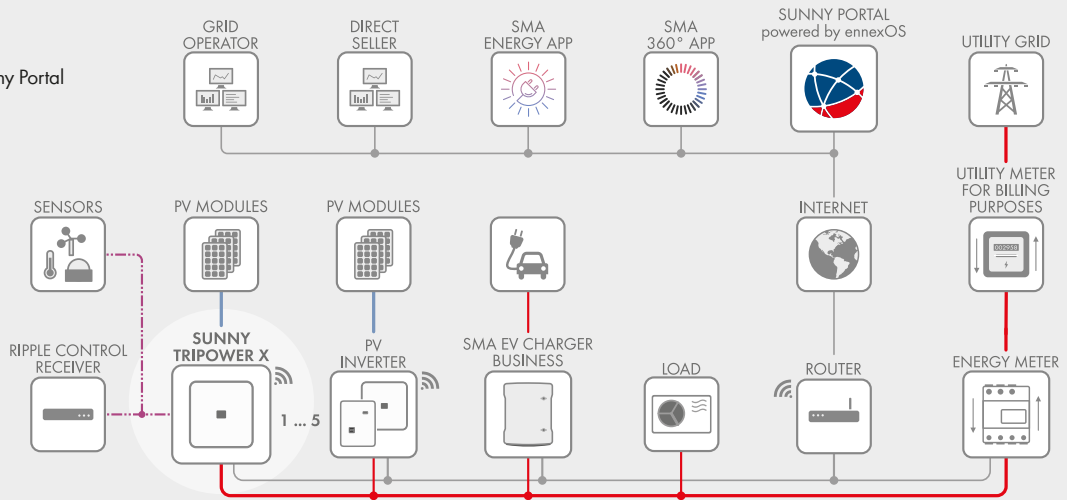 GRID
OPERATOR
DIRECT
SELLER
SMA
ENERGY APP
SMA
360° APP
SUNNY PORTAL
powered by ennexOS
UTILITY GRID
ny Portal
SENSORS
PV MODULES
PV MODULES
INTERNET
UTILITY METER
FOR BILLING
PURPOSES
RIPPLE CONTROL
RECEIVER
SUNNY
TRIPOWER X
1 ... 5
PV
INVERTER
SMA EV CHARGER
BUSINESS
LOAD
ROUTER
ENERGY METER